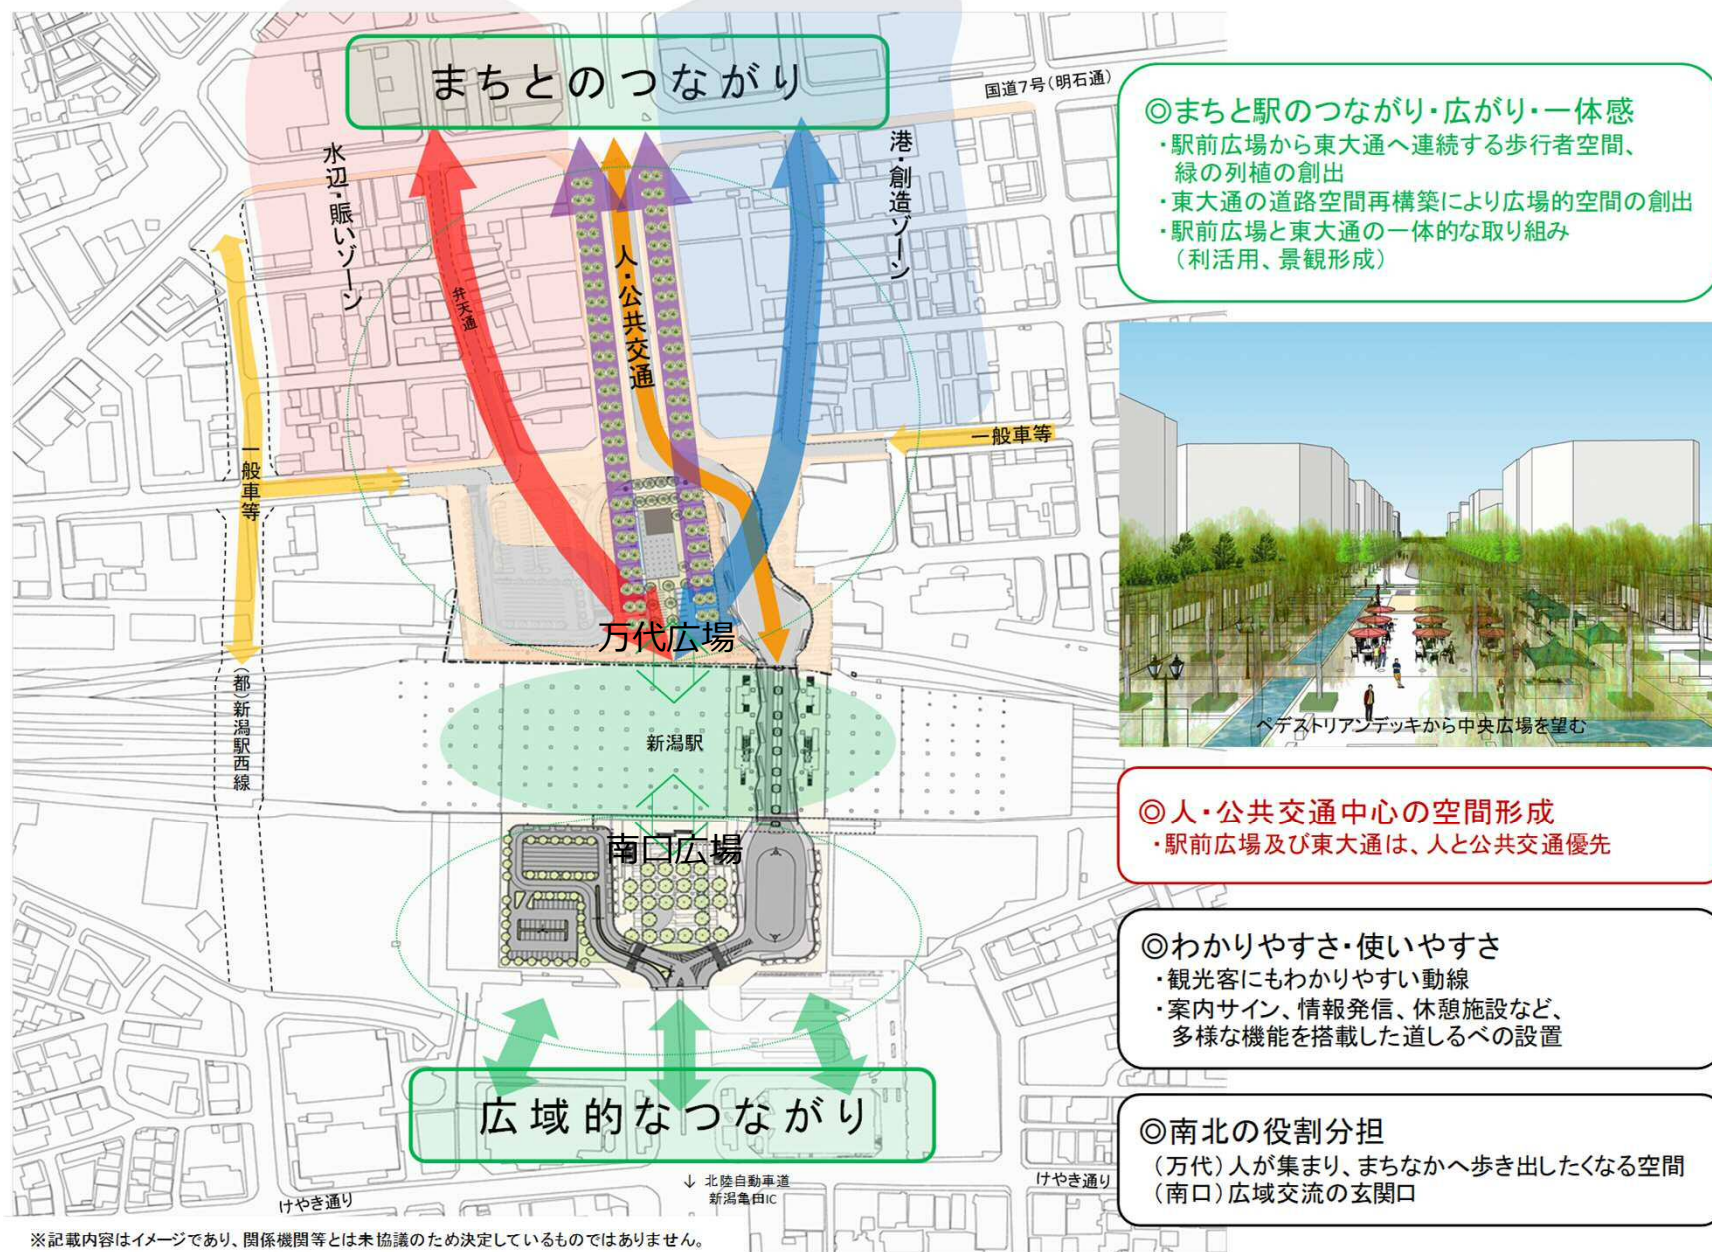 まちとのつながり
国道7号(明石通)
水辺・賑いゾーン
港・創造ゾーン
弁天通
人・公共交通
一般車等
一般車等
万代広場
(都)新潟駅西線
新潟駅
南口広場
広域的なつながり
けやき通り
↓ 北陸自動車道
新潟亀田IC
けやき通り
※記載内容はイメージであり、関係機関等とは未協議のため決定しているものではありません。
◎まちと駅のつながり・広がり・一体感
・駅前広場から東大通へ連続する歩行者空間、
緑の列植の創出
・東大通の道路空間再構築により広場的空間の創出
・駅前広場と東大通の一体的な取り組み
(利活用、景観形成)
ペデストリアンデッキから中央広場を望む
◎人・公共交通中心の空間形成
・駅前広場及び東大通は、人と公共交通優先
◎わかりやすさ・使いやすさ
・観光客にもわかりやすい動線
・案内サイン、情報発信、休憩施設など、
多様な機能を搭載した道しるべの設置
◎南北の役割分担
(万代)人が集まり、まちなかへ歩き出したくなる空間
(南口)広域交流の玄関口